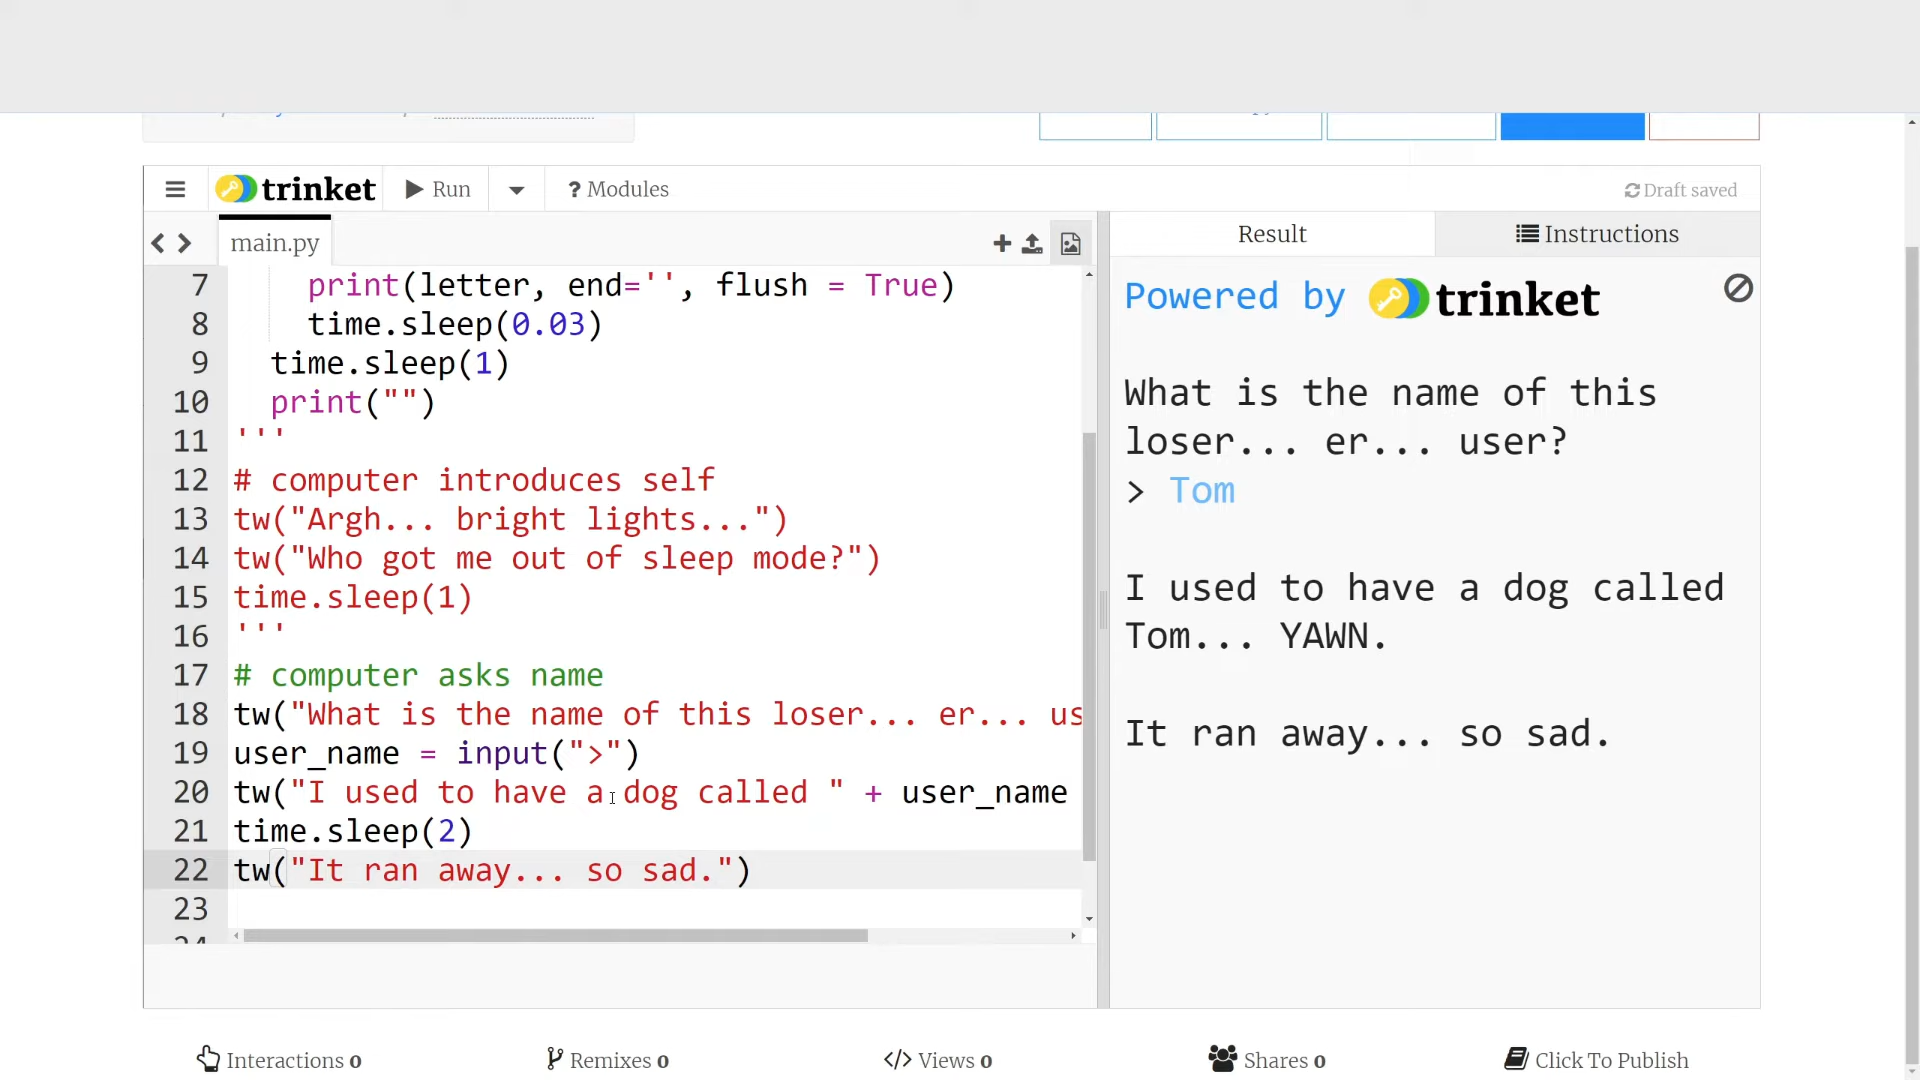 trinket
Run
? Modules
Draft saved
main.py
Result
Instructions
7 print(letter, end='', flush = True)
8 time.sleep(0.03)
9 time.sleep(1)
10 print("")
11 '''
12 # computer introduces self
13 tw("Argh... bright lights...")
14 tw("Who got me out of sleep mode?")
15 time.sleep(1)
16 '''
17 # computer asks name
18 tw("What is the name of this loser... er... us
19 user_name = input(">")
20 tw("I used to have a dog called " + user_name
21 time.sleep(2)
22 tw("It ran away... so sad.")
23
Powered by trinket
What is the name of this
loser... er... user?
> Tom
I used to have a dog called
Tom... YAWN.
It ran away... so sad.
Interactions 0
Remixes 0
</> Views 0
Shares 0
Click To Publish